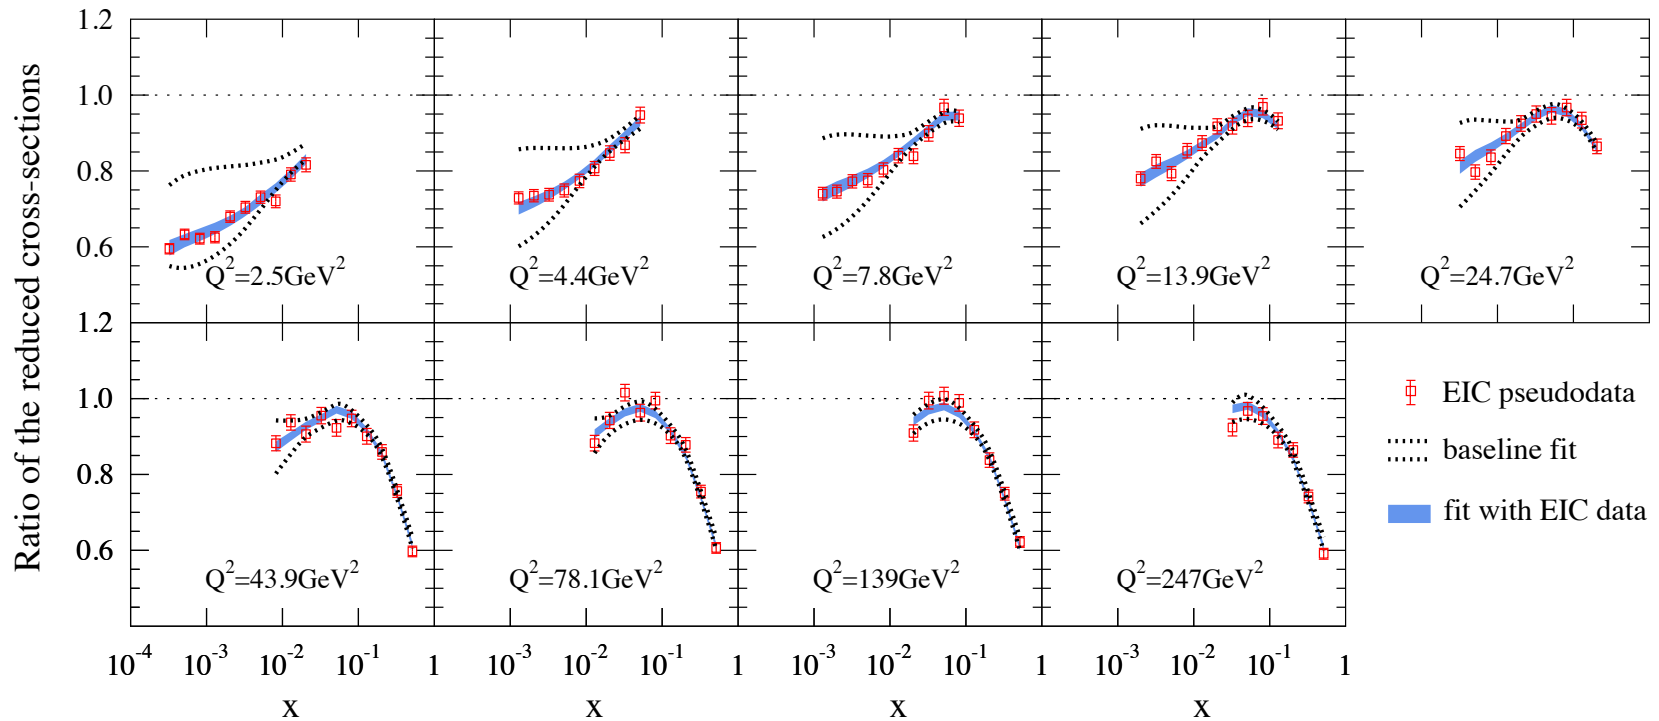 Ratio of the reduced cross-sections
1.2
1.0
0.8
0.6
Q²=2.5GeV²
Q²=4.4GeV²
Q²=7.8GeV²
Q²=13.9GeV²
Q²=24.7GeV²
1.2
1.0
0.8
0.6
Q²=43.9GeV²
Q²=78.1GeV²
Q²=139GeV²
Q²=247GeV²
EIC pseudodata
baseline fit
fit with EIC data
10⁻⁴ 10⁻³ 10⁻² 10⁻¹ 1 10⁻³ 10⁻² 10⁻¹ 1 10⁻³ 10⁻² 10⁻¹ 1 10⁻³ 10⁻² 10⁻¹ 1
x x x x